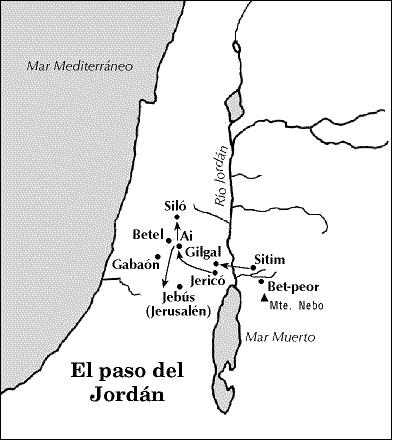 Mar Mediterráneo
Río Jordán
Siló
Betel
Ai
Gilgal
Gabaón
Sitim
Jericó
Bet-peor
Jebús
(Jerusalén)
Mte. Nebo
Mar Muerto
El paso del
Jordán